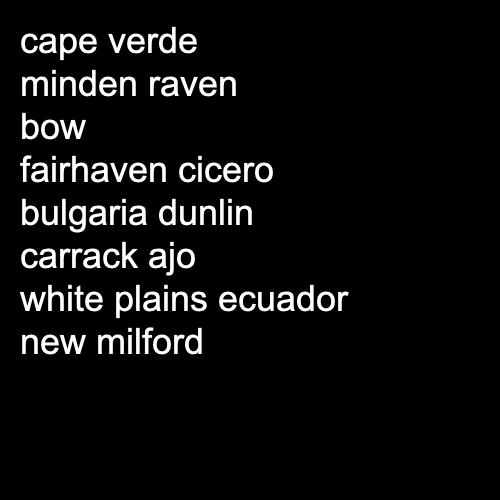 cape verde
minden raven
bow
fairhaven cicero
bulgaria dunlin
carrack ajo
white plains ecuador
new milford